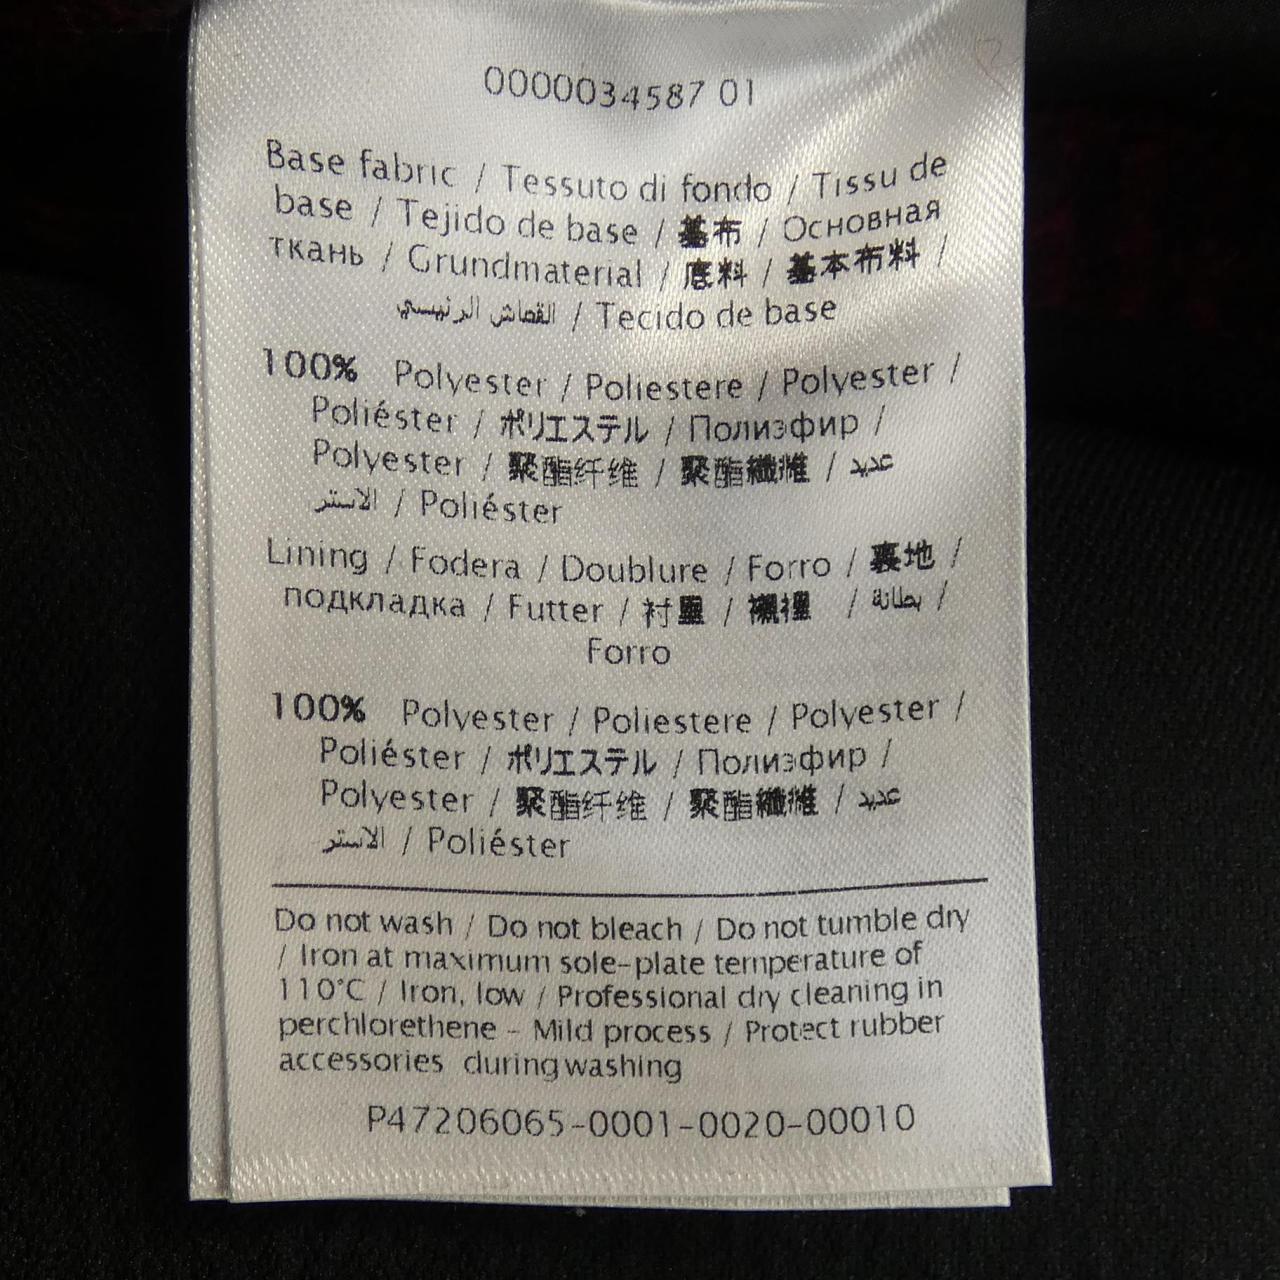 0000034587 01
Base fabric / Tessuto di fondo / Tissu de
base / Tejido de base / 基布 / Основная
ткань / Grundmaterial / 底料 / 基本布料 /
القماش الرئيسي / Tecido de base
100% Polyester / Poliestere / Polyester /
Poliéster / ポリエステル / Полиэфир /
Polyester / 聚酯纤维 / 聚酯纖維 / عديد
الاستر / Poliéster
Lining / Fodera / Doublure / Forro / 裏地 /
подкладка / Futter / 衬里 / 襯裡 / بطانة /
Forro
100% Polyester / Poliestere / Polyester /
Poliéster / ポリエステル / Полиэфир /
Polyester / 聚酯纤维 / 聚酯纖維 / عديد
الاستر / Poliéster
Do not wash / Do not bleach / Do not tumble dry
/ Iron at maximum sole-plate temperature of
110°C / Iron, low / Professional dry cleaning in
perchlorethene - Mild process / Protect rubber
accessories during washing
P47206065-0001-0020-00010